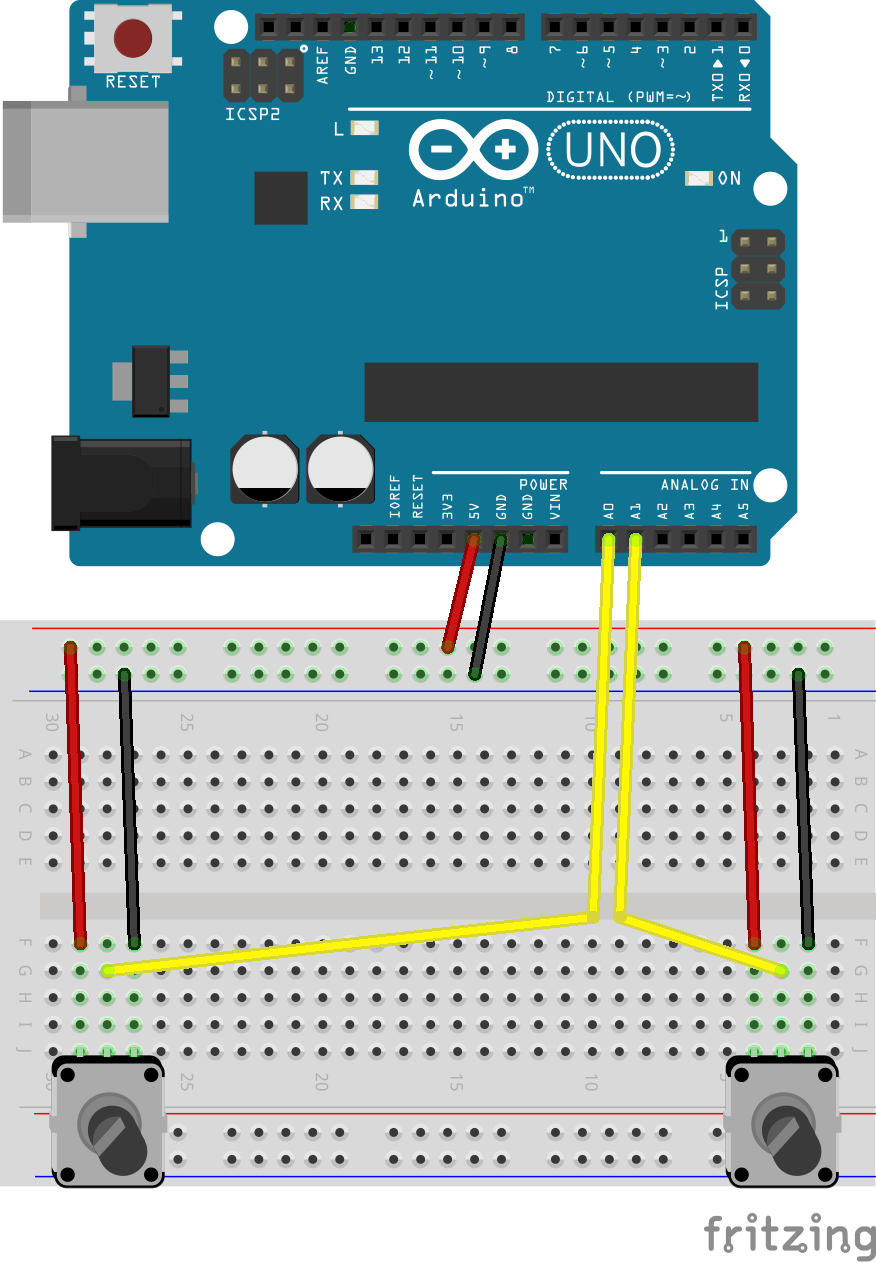 RESET
ICSP2
AREF
GND
13
12
~11
~10
~9
8
7
~6
~5
4
~3
2
TX0▶1
RX0◀0
DIGITAL (PWM=~)
L
TX
RX
Arduino™
UNO
ON
1
ICSP
IOREF
RESET
3V3
5V
GND
GND
VIN
POWER
A0
A1
A2
A3
A4
A5
ANALOG IN
30 25 20 15 10 5 1
A A
B B
C C
D D
E E
F F
G G
H H
I I
J J
25 20 15 10
fritzing